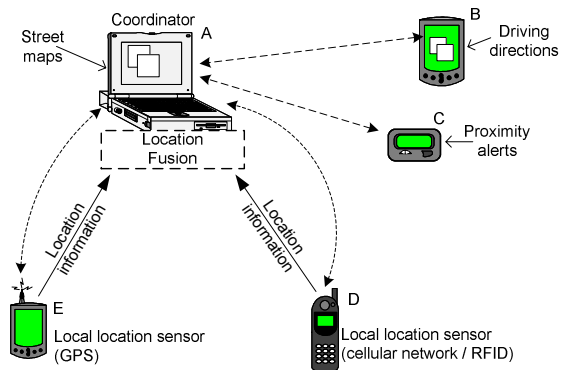 Coordinator
A
Street
maps
B
Driving
directions
C
Proximity
alerts
Location
Fusion
Location
information
Location
information
E
Local location sensor
(GPS)
D
Local location sensor
(cellular network / RFID)